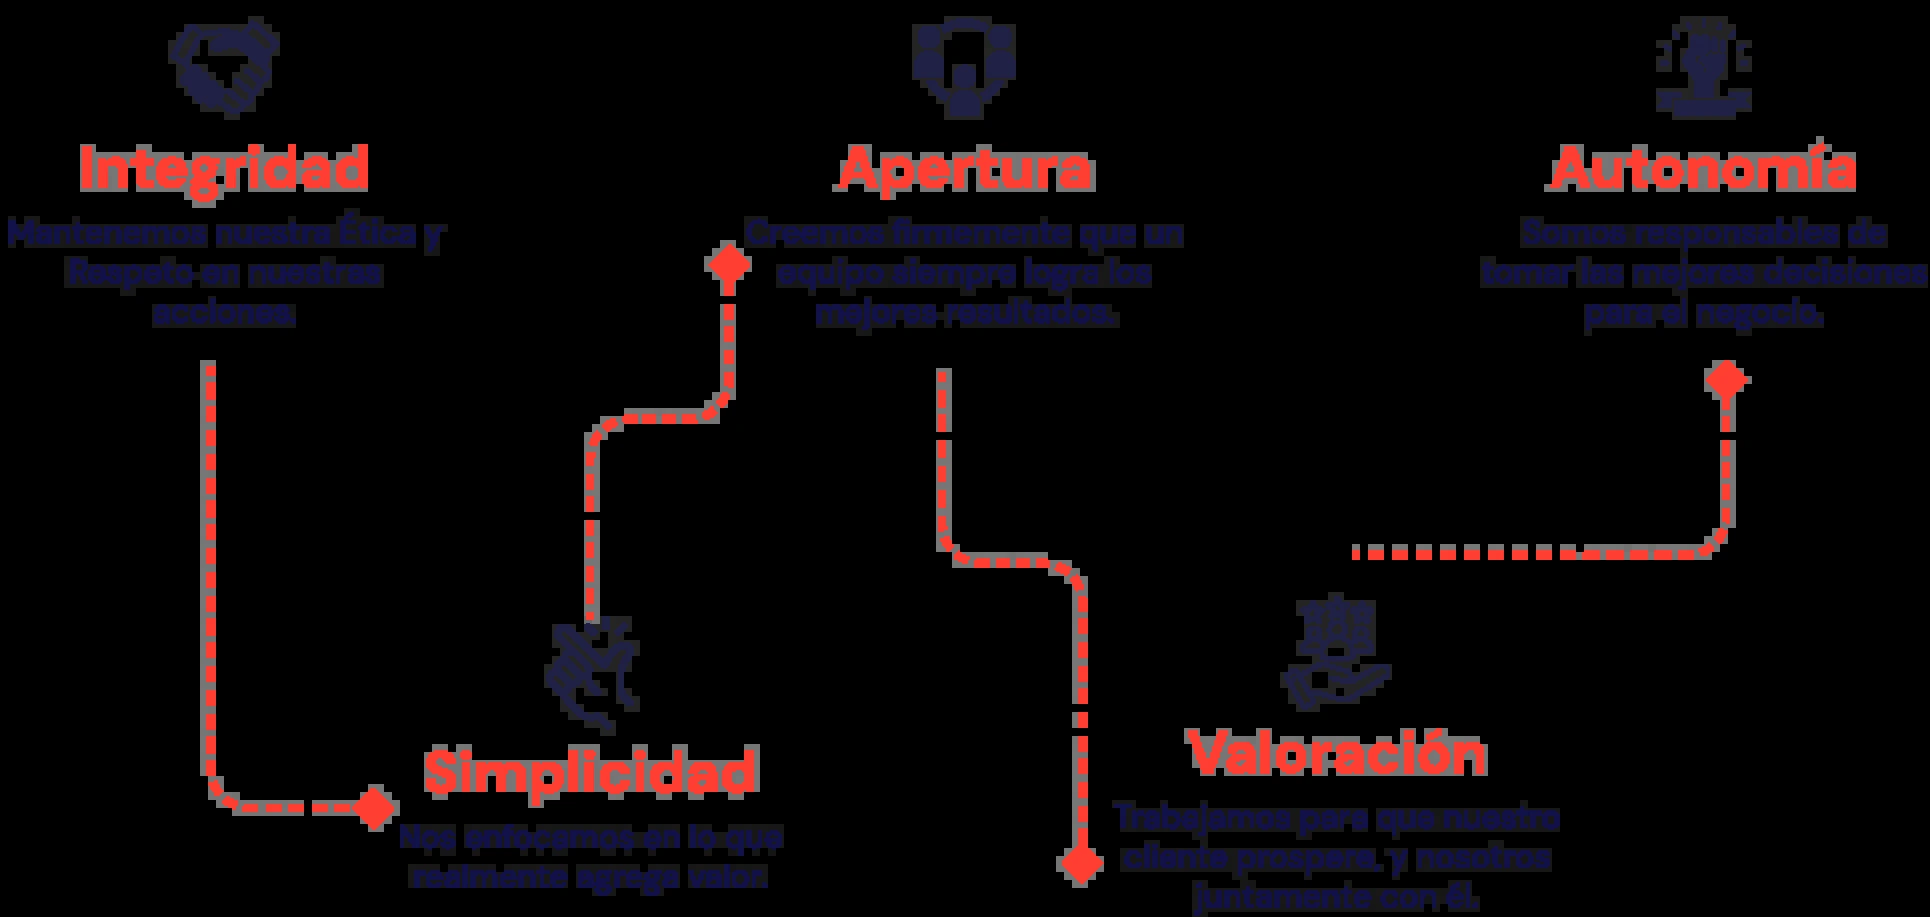 Integridad
Mantenemos nuestra Ética y
Respeto en nuestras
acciones.
Simplicidad
Nos enfocamos en lo que
realmente agrega valor.
Apertura
Creemos firmemente que un
equipo siempre logra los
mejores resultados.
Valoración
Trabajamos para que nuestro
cliente prospere, y nosotros
juntamente con él.
Autonomía
Somos responsables de
tomar las mejores decisiones
para el negocio.